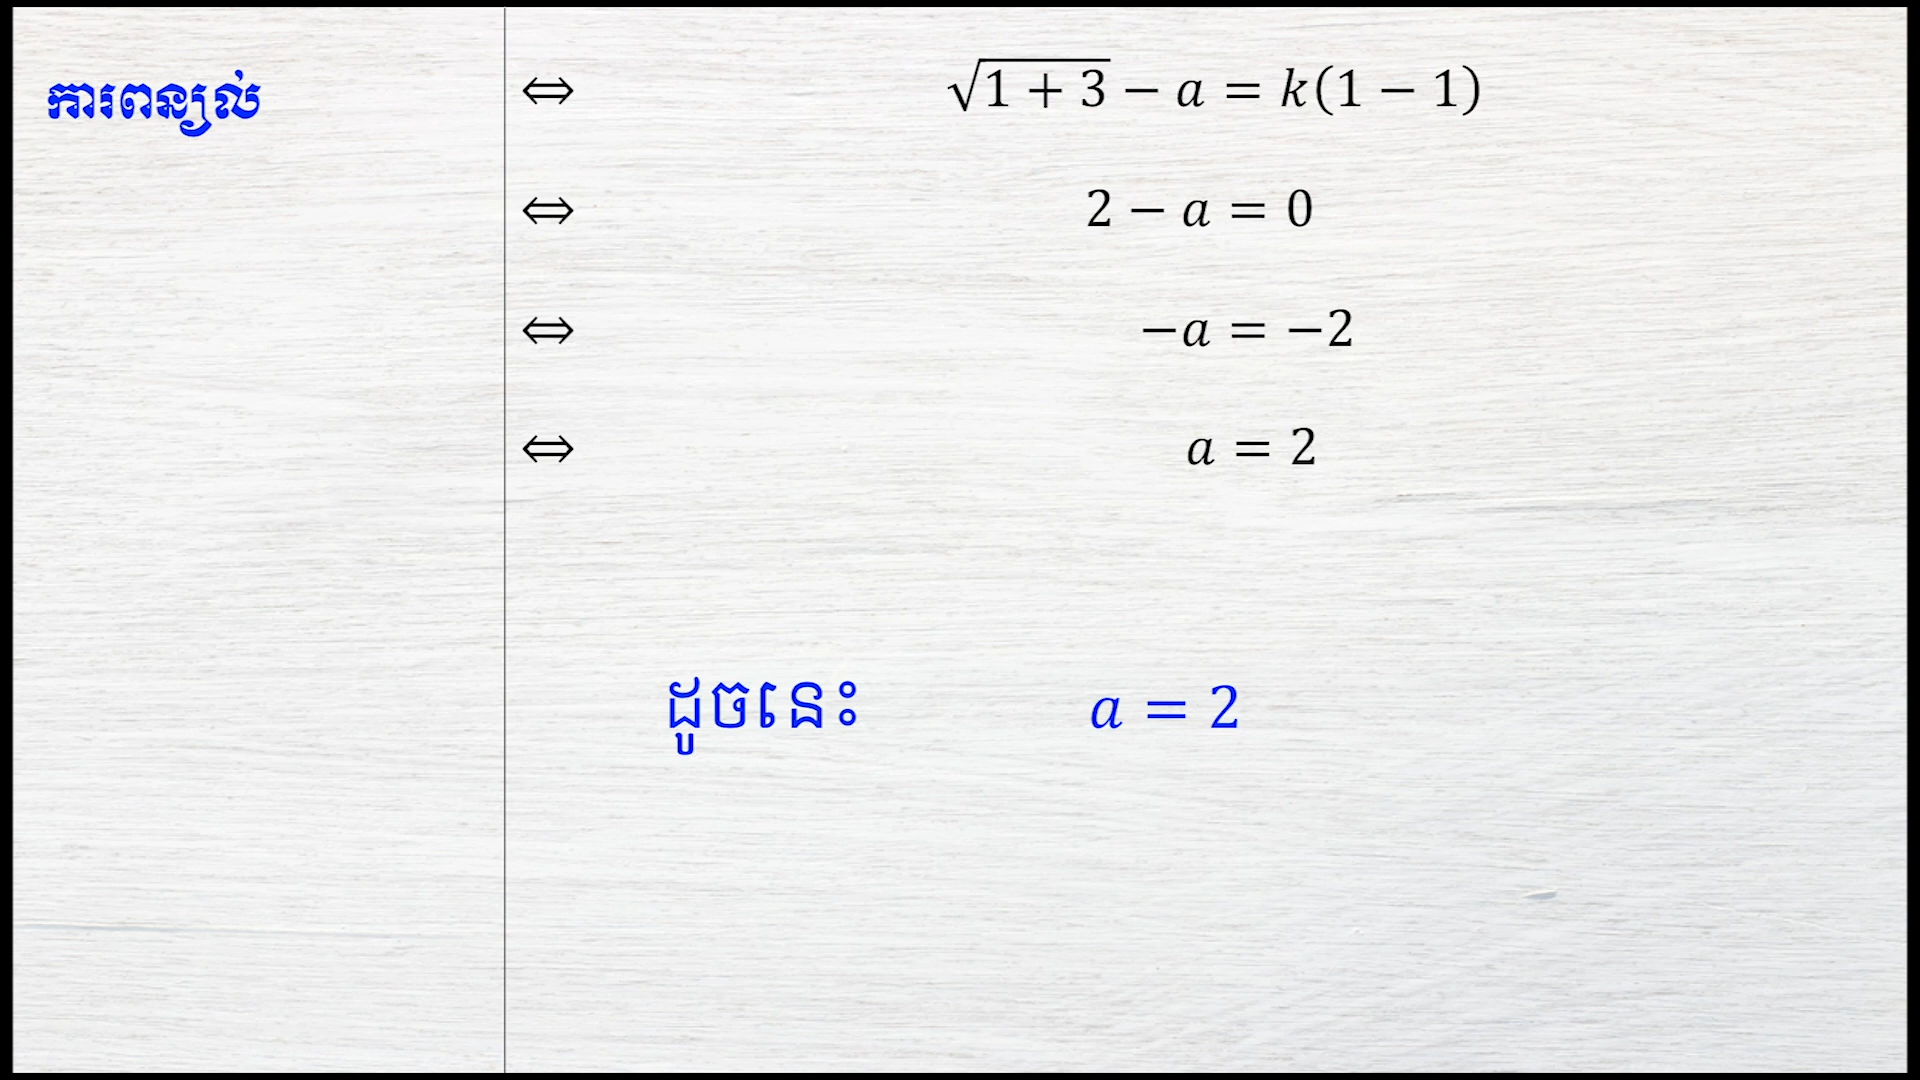 ការពន្យល់
⇔ √(1 + 3) − a = k(1 − 1)
⇔ 2 − a = 0
⇔ −a = −2
⇔ a = 2
ដូចនេះ a = 2